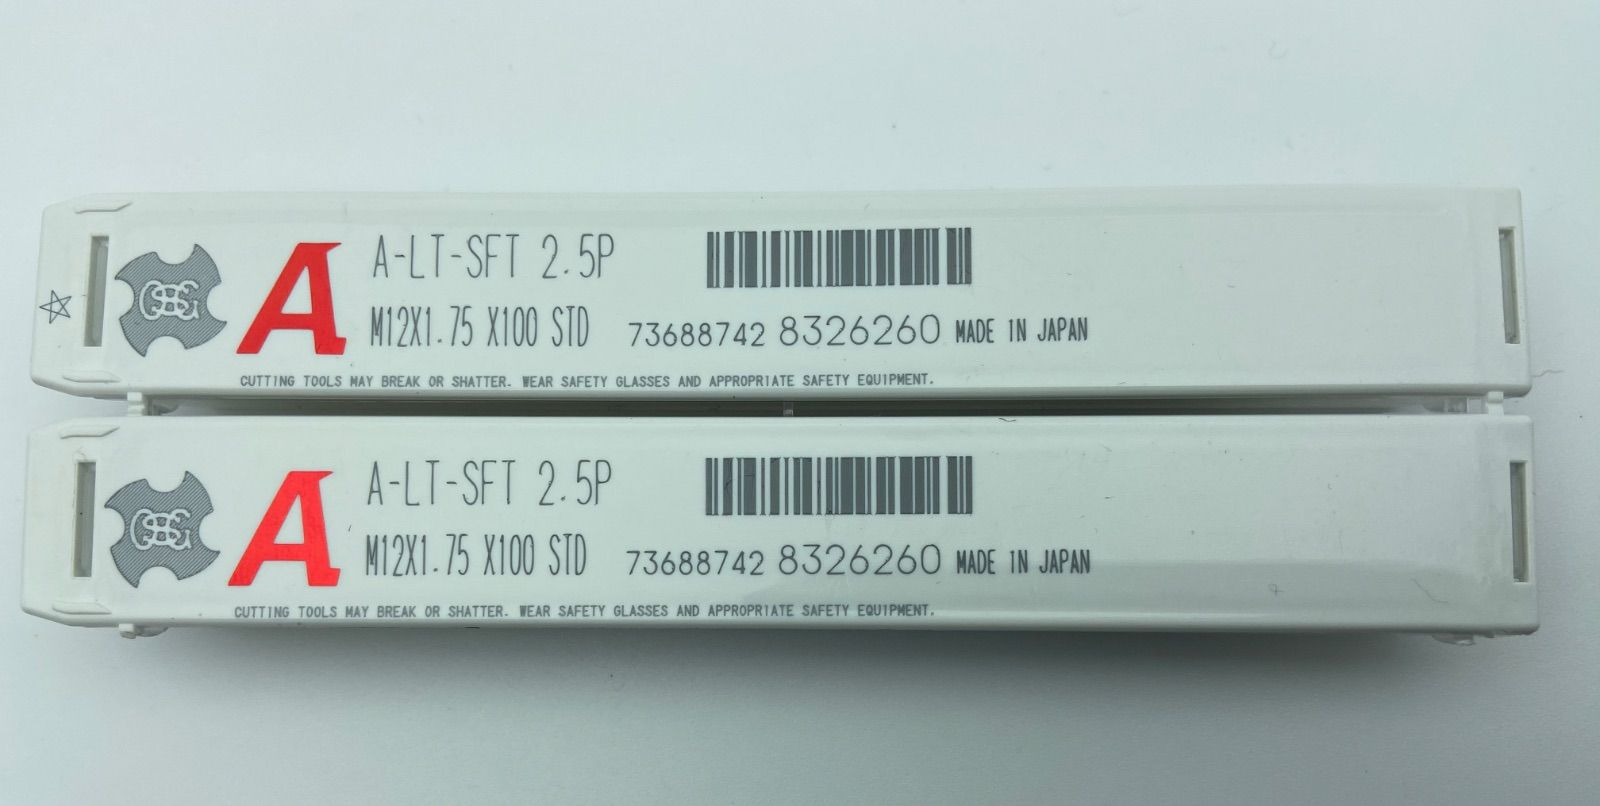 OSG A A-LT-SFT 2.5P
M12X1.75 X100 STD 73688742 8326260 MADE IN JAPAN
CUTTING TOOLS MAY BREAK OR SHATTER. WEAR SAFETY GLASSES AND APPROPRIATE SAFETY EQUIPMENT.
OSG A A-LT-SFT 2.5P
M12X1.75 X100 STD 73688742 8326260 MADE IN JAPAN
CUTTING TOOLS MAY BREAK OR SHATTER. WEAR SAFETY GLASSES AND APPROPRIATE SAFETY EQUIPMENT.